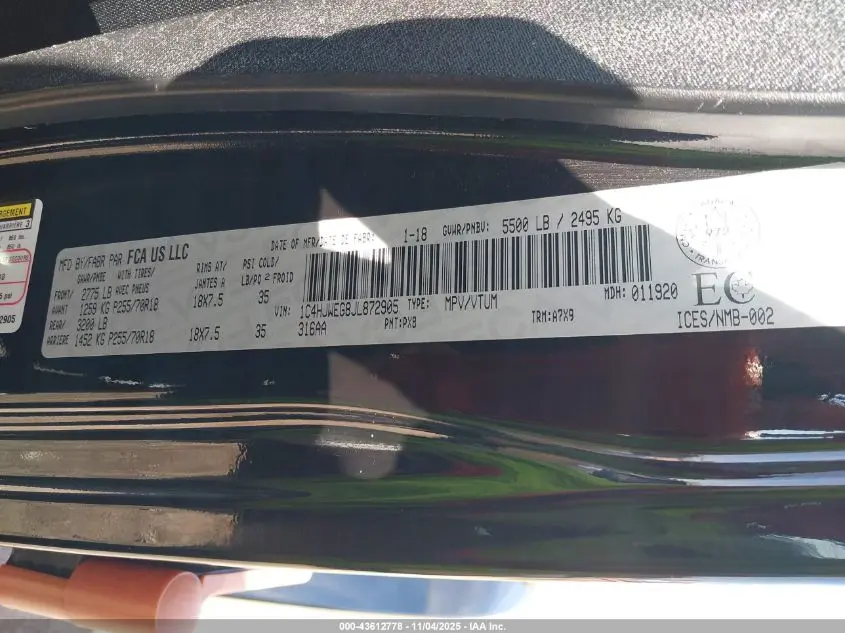 MFD BY/FABR PAR FCA US LLC
DATE OF MFR/DATE DE FABR: 1-18
GVWR/PNBV: 5500 LB / 2495 KG
GAWR/PNBE WITH TIRES/ RIMS AT/ PSI COLD/
AVEC PNEUS JANTES A LB/PO 2 FROID
FRONT/ 2775 LB
AVANT 1259 KG P255/70R18 18X7.5 35
REAR/ 3200 LB
ARRIERE 1452 KG P255/70R18 18X7.5 35
VIN: 1C4HJWEG8JL872905 TYPE: MPV/VTUM MDH: 011920
316AA PNT:PX8 TRM:A7X9
EC
ICES/NMB-002
2905
000-43612778 - 11/04/2025 - IAA Inc.